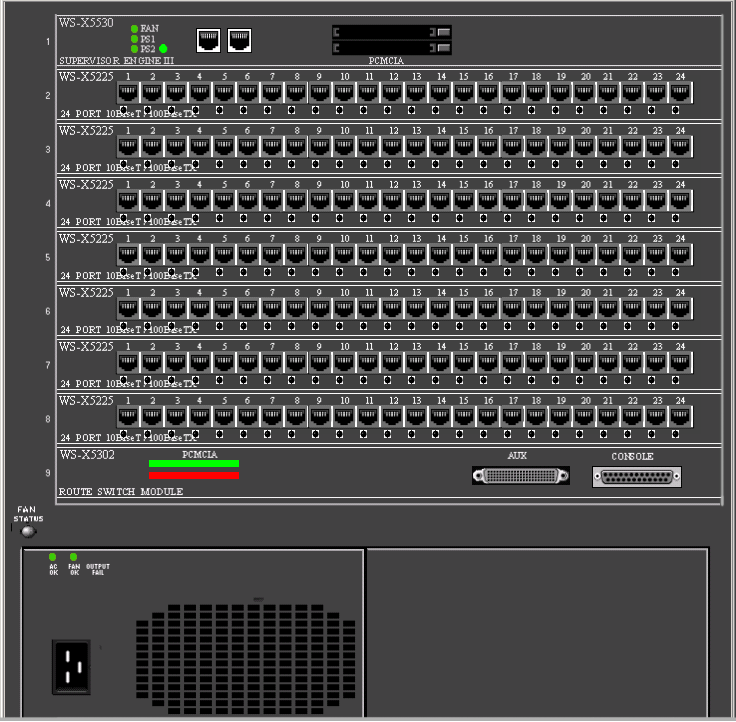 WS-X5530
FAN
PS1
PS2
1
SUPERVISOR ENGINE III
PCMCIA
WS-X5225
1 2 3 4 5 6 7 8 9 10 11 12 13 14 15 16 17 18 19 20 21 22 23 24
2
24 PORT 10BaseT / 100BaseTX
WS-X5225
1 2 3 4 5 6 7 8 9 10 11 12 13 14 15 16 17 18 19 20 21 22 23 24
3
24 PORT 10BaseT / 100BaseTX
WS-X5225
1 2 3 4 5 6 7 8 9 10 11 12 13 14 15 16 17 18 19 20 21 22 23 24
4
24 PORT 10BaseT / 100BaseTX
WS-X5225
1 2 3 4 5 6 7 8 9 10 11 12 13 14 15 16 17 18 19 20 21 22 23 24
5
24 PORT 10BaseT / 100BaseTX
WS-X5225
1 2 3 4 5 6 7 8 9 10 11 12 13 14 15 16 17 18 19 20 21 22 23 24
6
24 PORT 10BaseT / 100BaseTX
WS-X5225
1 2 3 4 5 6 7 8 9 10 11 12 13 14 15 16 17 18 19 20 21 22 23 24
7
24 PORT 10BaseT / 100BaseTX
WS-X5225
1 2 3 4 5 6 7 8 9 10 11 12 13 14 15 16 17 18 19 20 21 22 23 24
8
24 PORT 10BaseT / 100BaseTX
WS-X5302
PCMCIA
AUX
CONSOLE
9
ROUTE SWITCH MODULE
FAN
STATUS
AC OK
FAN OK
OUTPUT FAIL